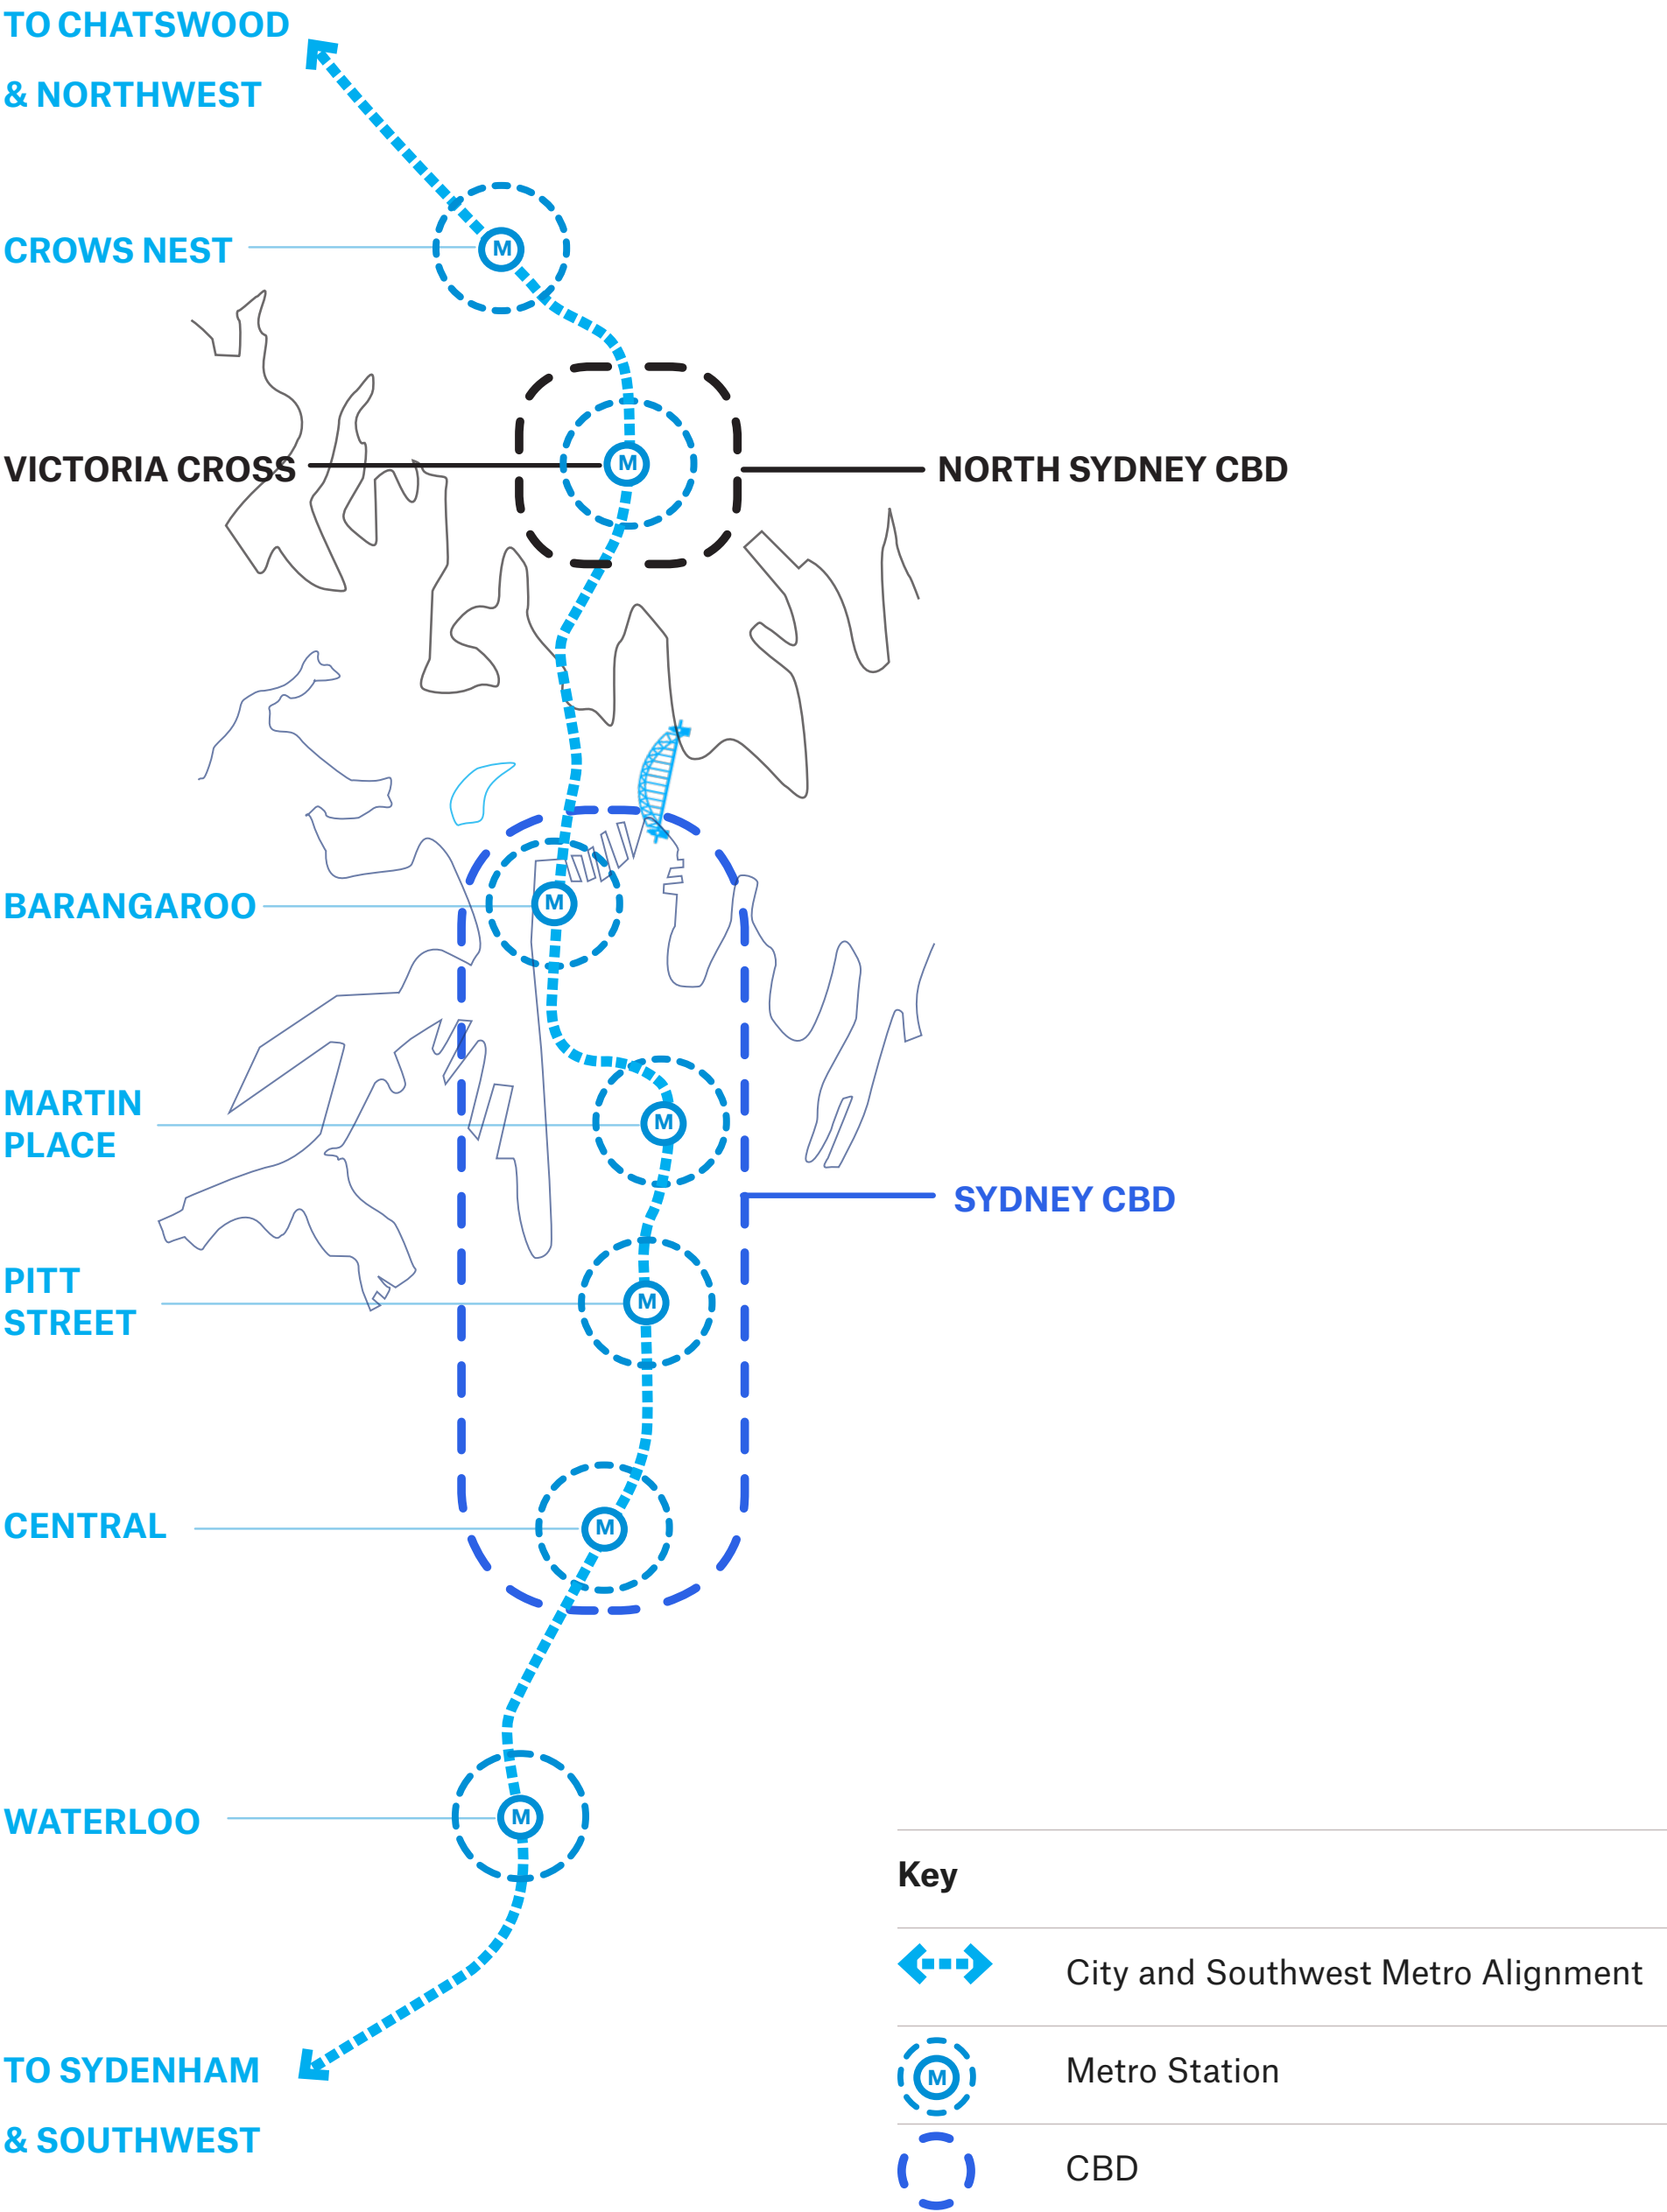 TO CHATSWOOD
& NORTHWEST
CROWS NEST
M
VICTORIA CROSS
M
NORTH SYDNEY CBD
BARANGAROO
M
MARTIN
PLACE
M
SYDNEY CBD
PITT
STREET
M
CENTRAL
M
WATERLOO
M
Key
City and Southwest Metro Alignment
TO SYDENHAM
& SOUTHWEST
M
Metro Station
CBD